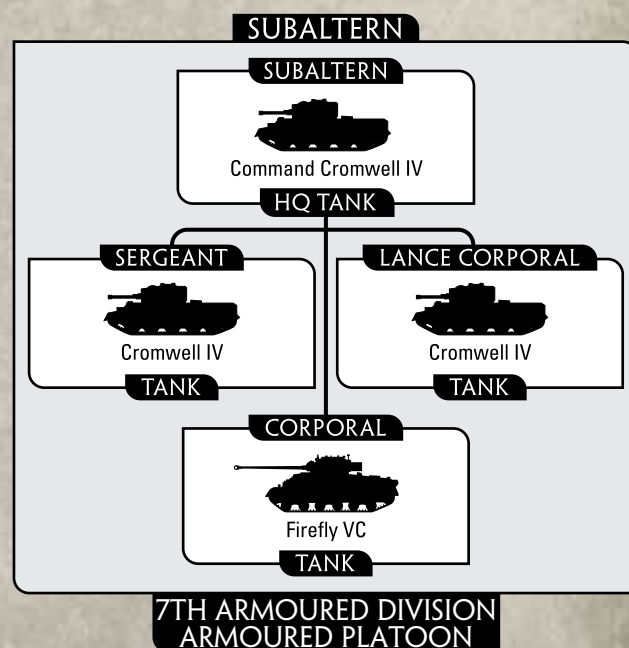 SUBALTERN
SUBALTERN
Command Cromwell IV
HQ TANK
SERGEANT
Cromwell IV
TANK
LANCE CORPORAL
Cromwell IV
TANK
CORPORAL
Firefly VC
TANK
7TH ARMOURED DIVISION
ARMOURED PLATOON